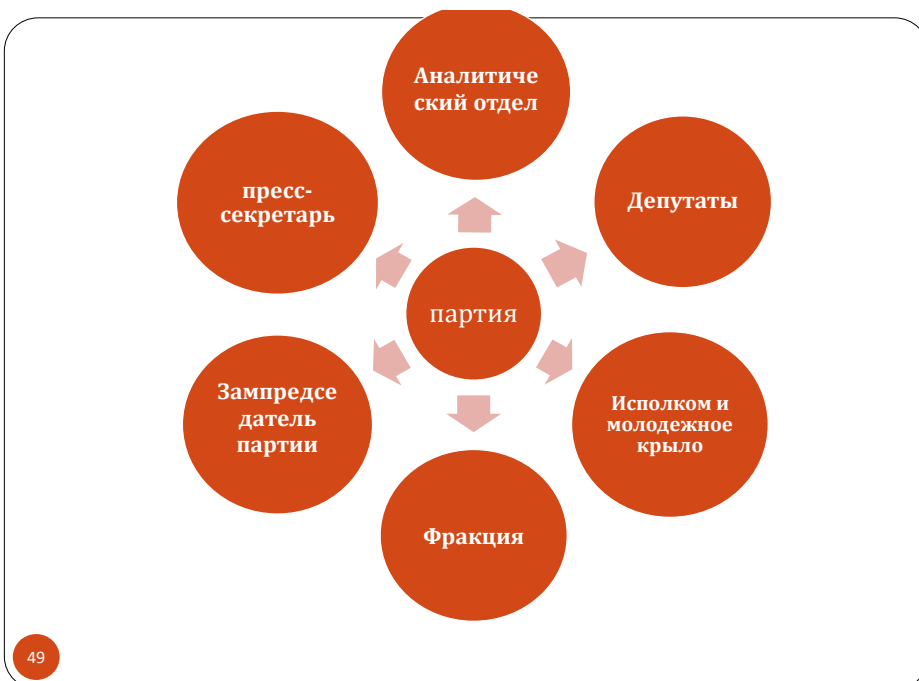 Аналитиче
ский отдел
пресс-
секретарь
Депутаты
партия
Зампредсе
датель
партии
Исполком и
молодежное
крыло
Фракция
49